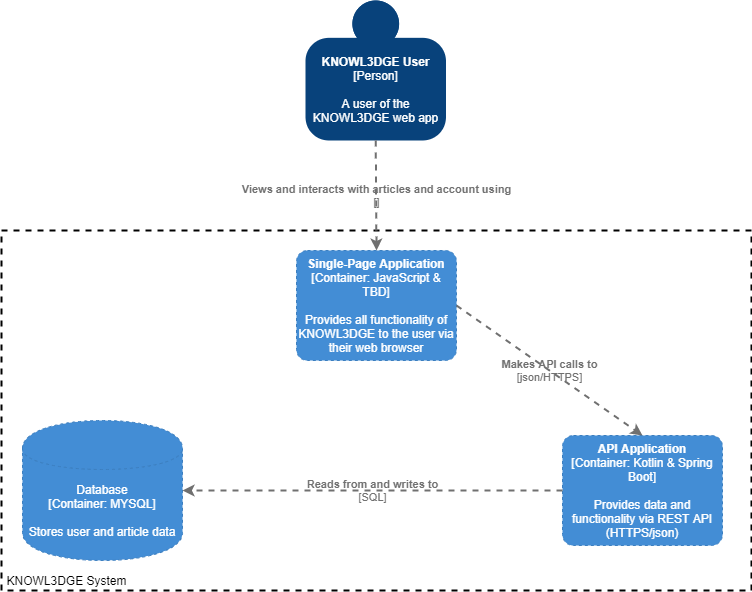 KNOWL3DGE User
[Person]
A user of the
KNOWL3DGE web app
Views and interacts with articles and account using
[]
Single-Page Application
[Container: JavaScript &
TBD]
Provides all functionality of
KNOWL3DGE to the user via
their web browser
Makes API calls to
[json/HTTPS]
API Application
[Container: Kotlin & Spring
Boot]
Provides data and
functionality via REST API
(HTTPS/json)
Reads from and writes to
[SQL]
Database
[Container: MYSQL]
Stores user and article data
KNOWL3DGE System